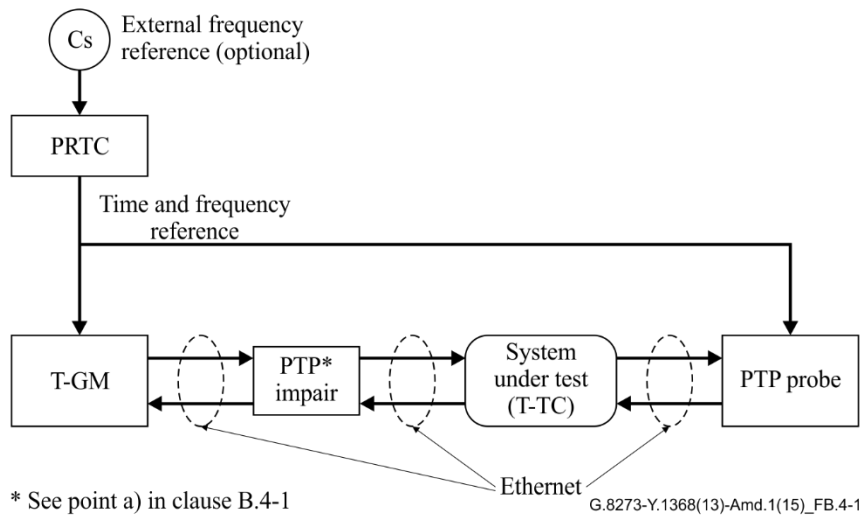 Cs
External frequency
reference (optional)
PRTC
Time and frequency
reference
T-GM
PTP*
impair
System
under test
(T-TC)
PTP probe
Ethernet
* See point a) in clause B.4-1
G.8273-Y.1368(13)-Amd.1(15)_FB.4-1